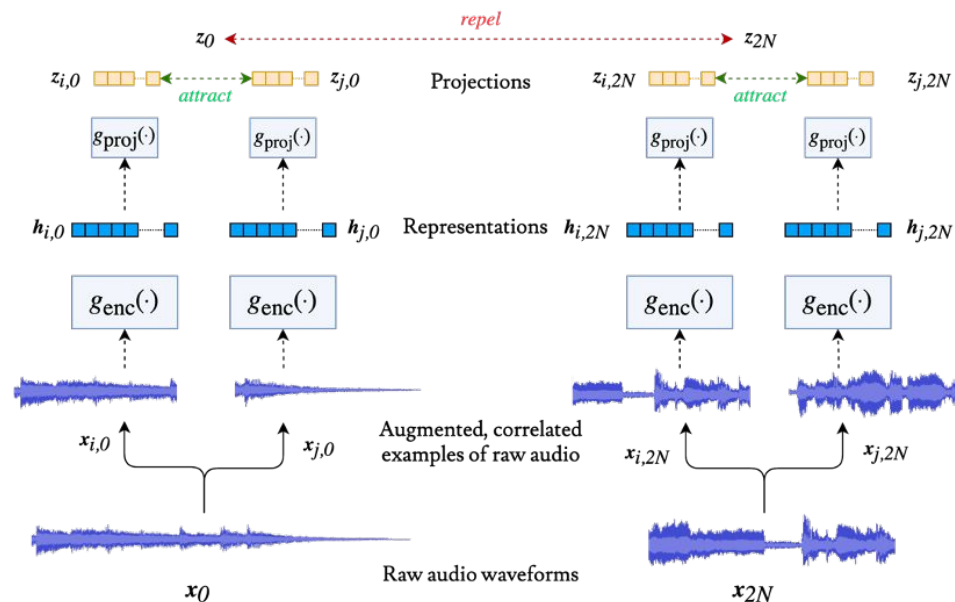 repel
z0 z2N
zi,0 zj,0 Projections zi,2N zj,2N
attract attract
gproj(·) gproj(·) gproj(·) gproj(·)
hi,0 hj,0 Representations hi,2N hj,2N
genc(·) genc(·) genc(·) genc(·)
xi,0 xj,0 Augmented, correlated xi,2N xj,2N
examples of raw audio
Raw audio waveforms
x0 x2N